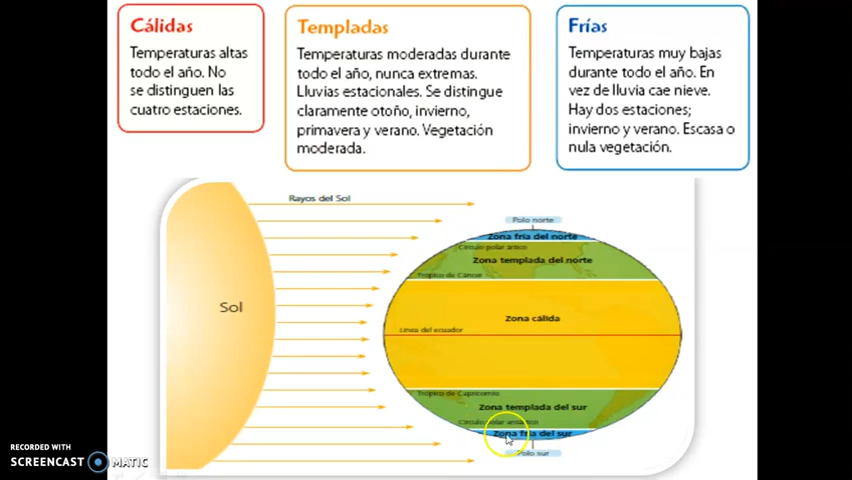 Cálidas
Temperaturas altas
todo el año. No
se distinguen las
cuatro estaciones.
Templadas
Temperaturas moderadas durante
todo el año, nunca extremas.
Lluvias estacionales. Se distingue
claramente otoño, invierno,
primavera y verano. Vegetación
moderada.
Frías
Temperaturas muy bajas
durante todo el año. En
vez de lluvia cae nieve.
Hay dos estaciones;
invierno y verano. Escasa o
nula vegetación.
Rayos del Sol
Sol
Polo norte
Zona fría del norte
Círculo polar ártico
Zona templada del norte
Trópico de Cáncer
Zona cálida
Línea del ecuador
Trópico de Capricornio
Zona templada del sur
Círculo polar antártico
Zona fría del sur
Polo sur
RECORDED WITH
SCREENCAST MATIC